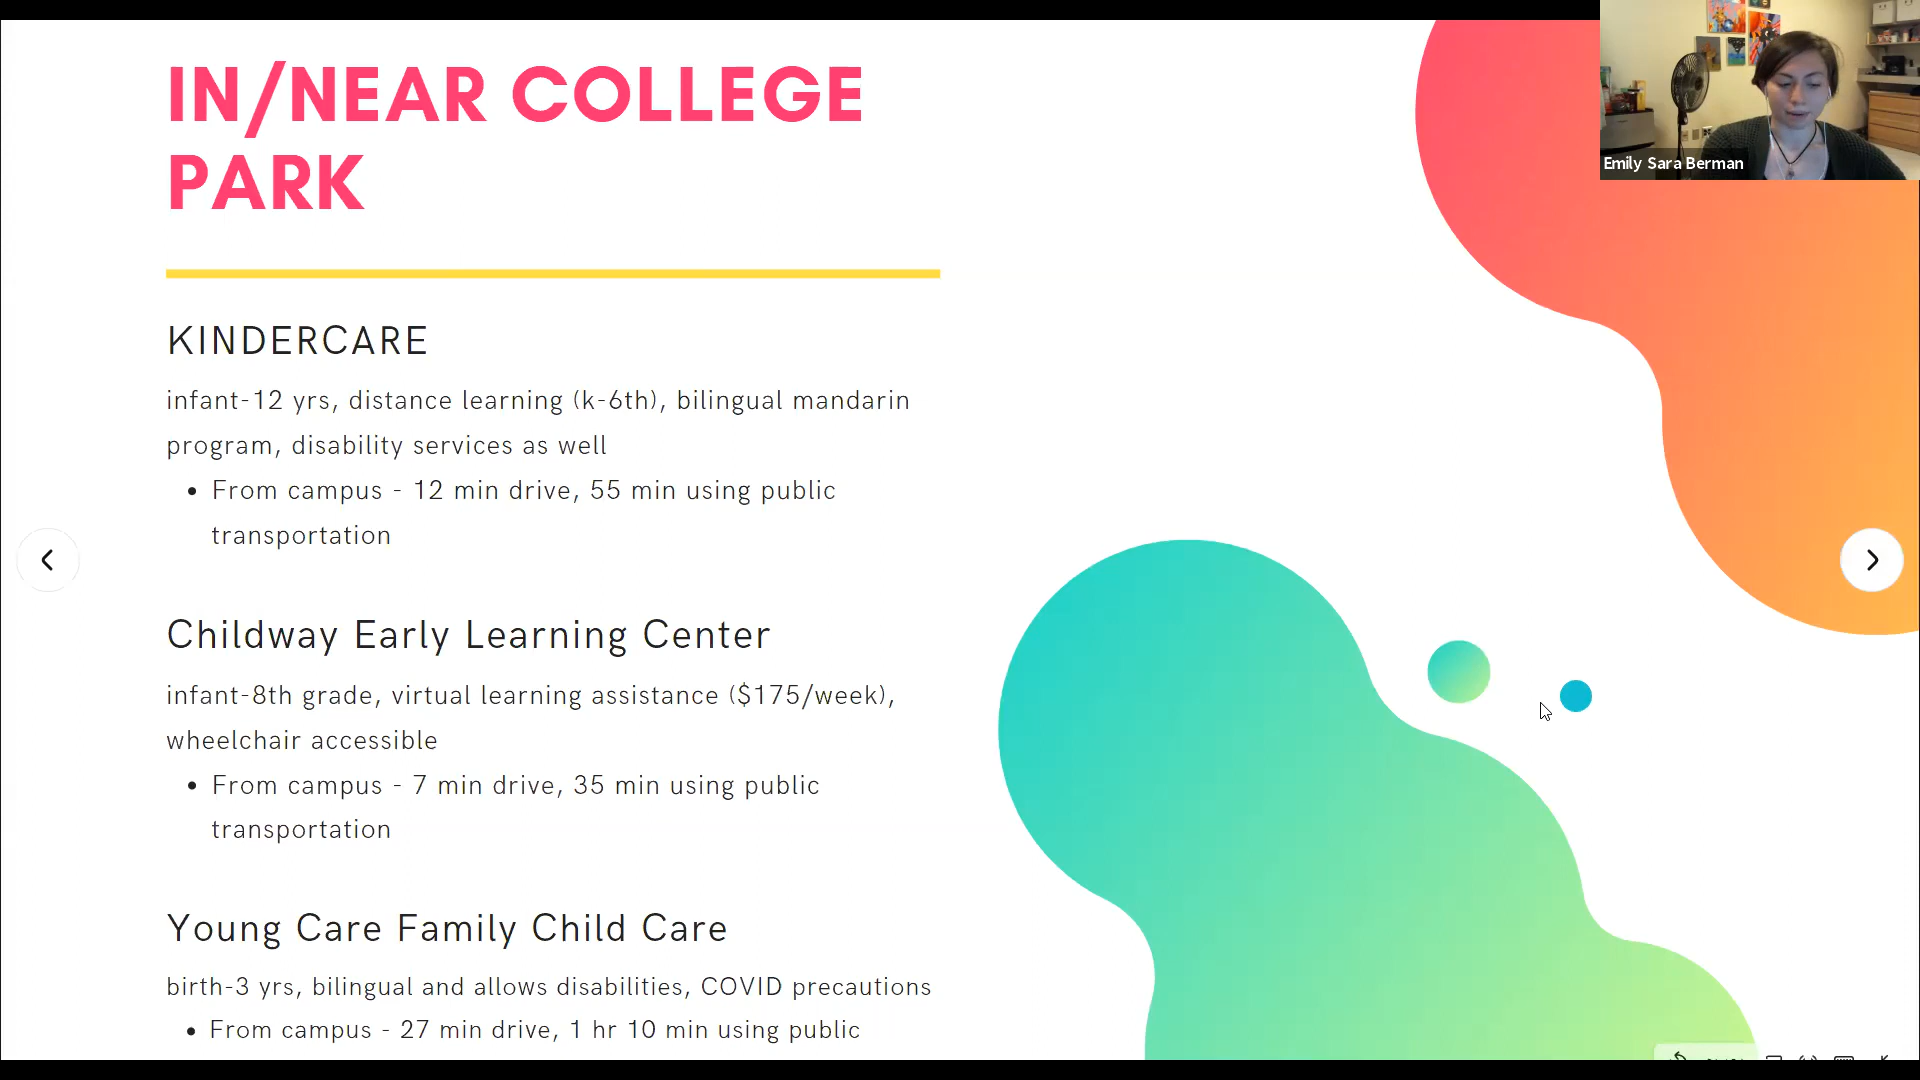 IN/NEAR COLLEGE
PARK
Emily Sara Berman
KINDERCARE
infant-12 yrs, distance learning (k-6th), bilingual mandarin
program, disability services as well
• From campus - 12 min drive, 55 min using public
transportation
Childway Early Learning Center
infant-8th grade, virtual learning assistance ($175/week),
wheelchair accessible
• From campus - 7 min drive, 35 min using public
transportation
Young Care Family Child Care
birth-3 yrs, bilingual and allows disabilities, COVID precautions
• From campus - 27 min drive, 1 hr 10 min using public